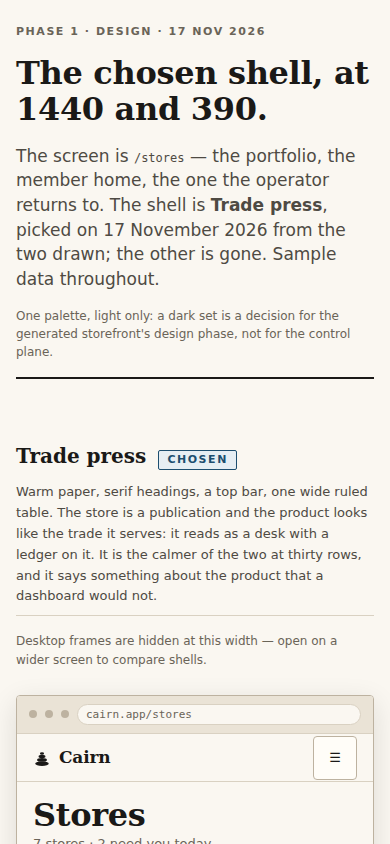 PHASE 1 · DESIGN · 17 NOV 2026
The chosen shell, at
1440 and 390.
The screen is /stores — the portfolio, the
member home, the one the operator
returns to. The shell is Trade press,
picked on 17 November 2026 from the
two drawn; the other is gone. Sample
data throughout.
One palette, light only: a dark set is a decision for the
generated storefront's design phase, not for the control
plane.
Trade press CHOSEN
Warm paper, serif headings, a top bar, one wide ruled
table. The store is a publication and the product looks
like the trade it serves: it reads as a desk with a
ledger on it. It is the calmer of the two at thirty rows,
and it says something about the product that a
dashboard would not.
Desktop frames are hidden at this width — open on a
wider screen to compare shells.
cairn.app/stores
Cairn
Stores
7 stores · 2 need you today